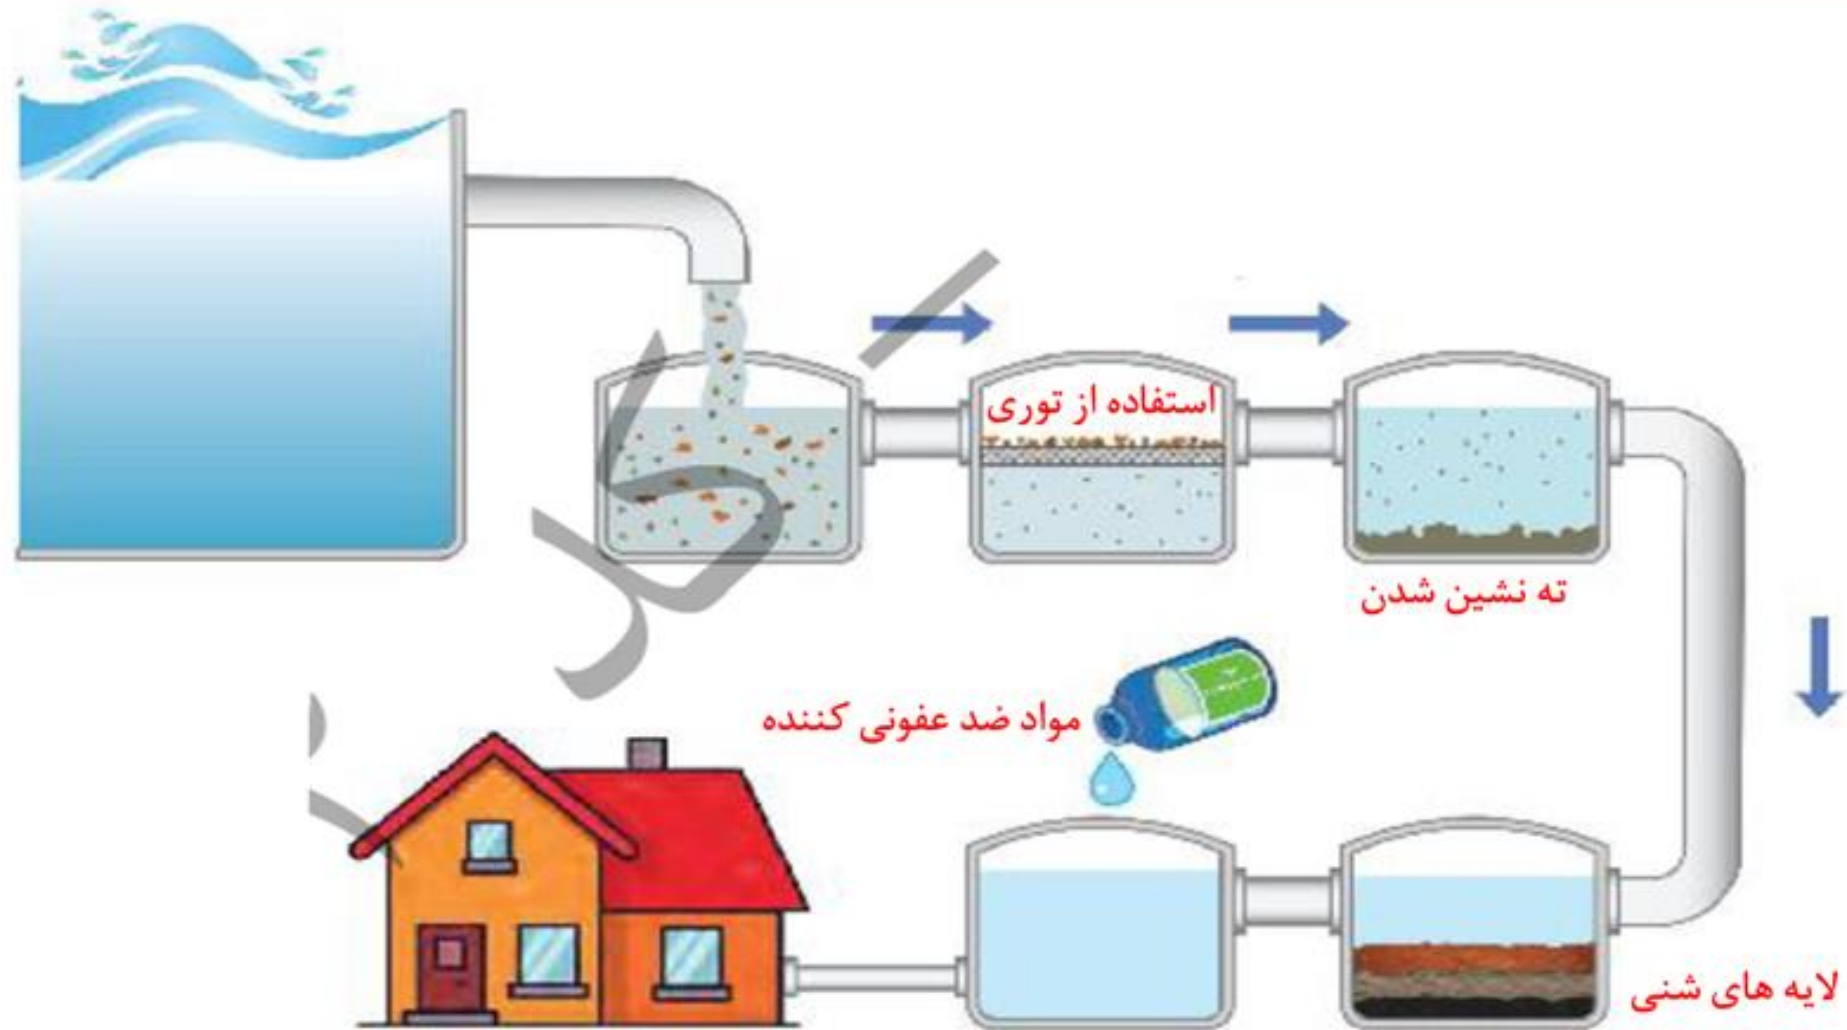 استفاده از توری
ته نشین شدن
مواد ضد عفونی کننده
لایه های شنی